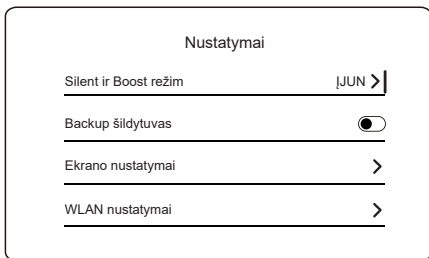 Nustatymai
Silent ir Boost režim ĮJUN
Backup šildytuvas
Ekrano nustatymai
WLAN nustatymai